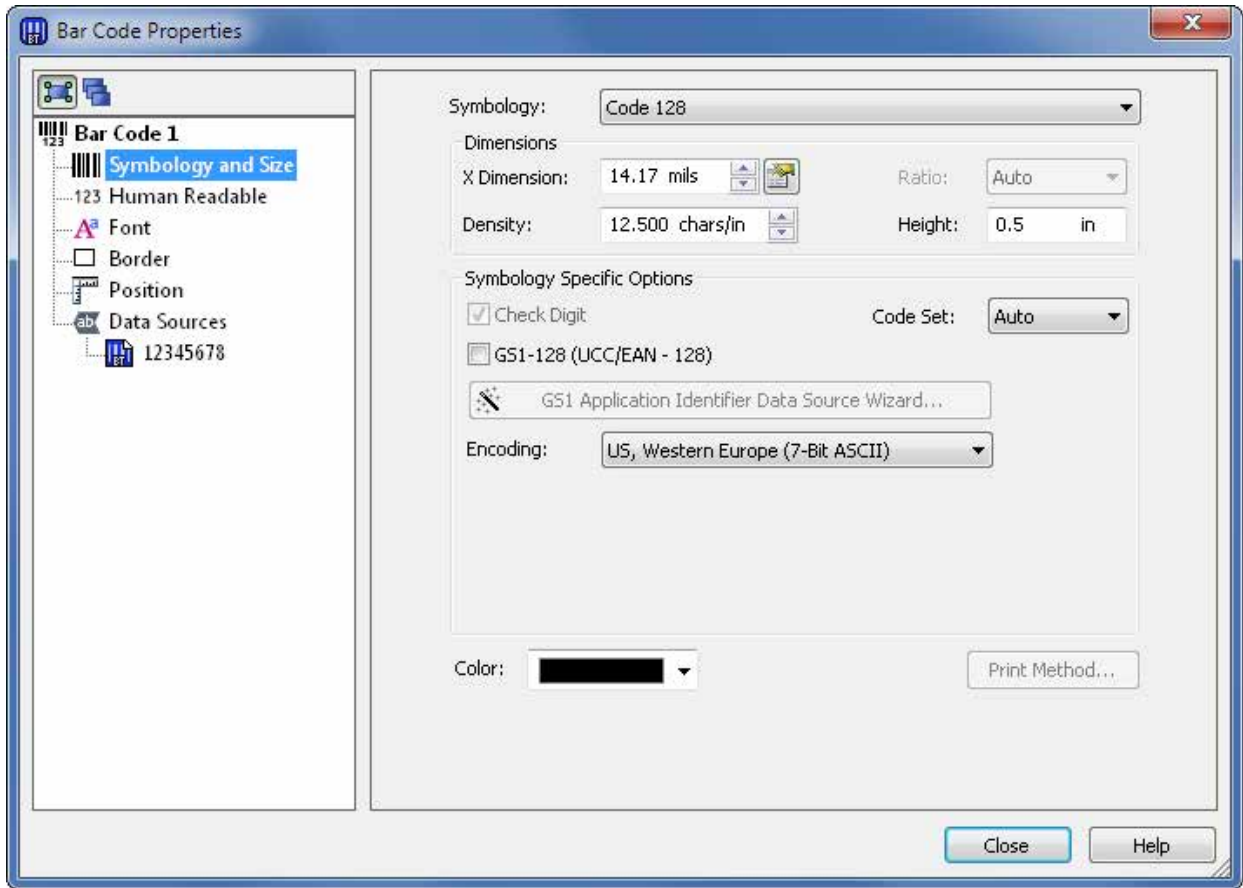 Bar Code Properties
Bar Code 1
Symbology and Size
123 Human Readable
Font
Border
Position
Data Sources
12345678
Symbology: Code 128
Dimensions
X Dimension: 14.17 mils Ratio: Auto
Density: 12.500 chars/in Height: 0.5 in
Symbology Specific Options
Check Digit Code Set: Auto
GS1-128 (UCC/EAN - 128)
GS1 Application Identifier Data Source Wizard...
Encoding: US, Western Europe (7-Bit ASCII)
Color: Print Method...
Close Help